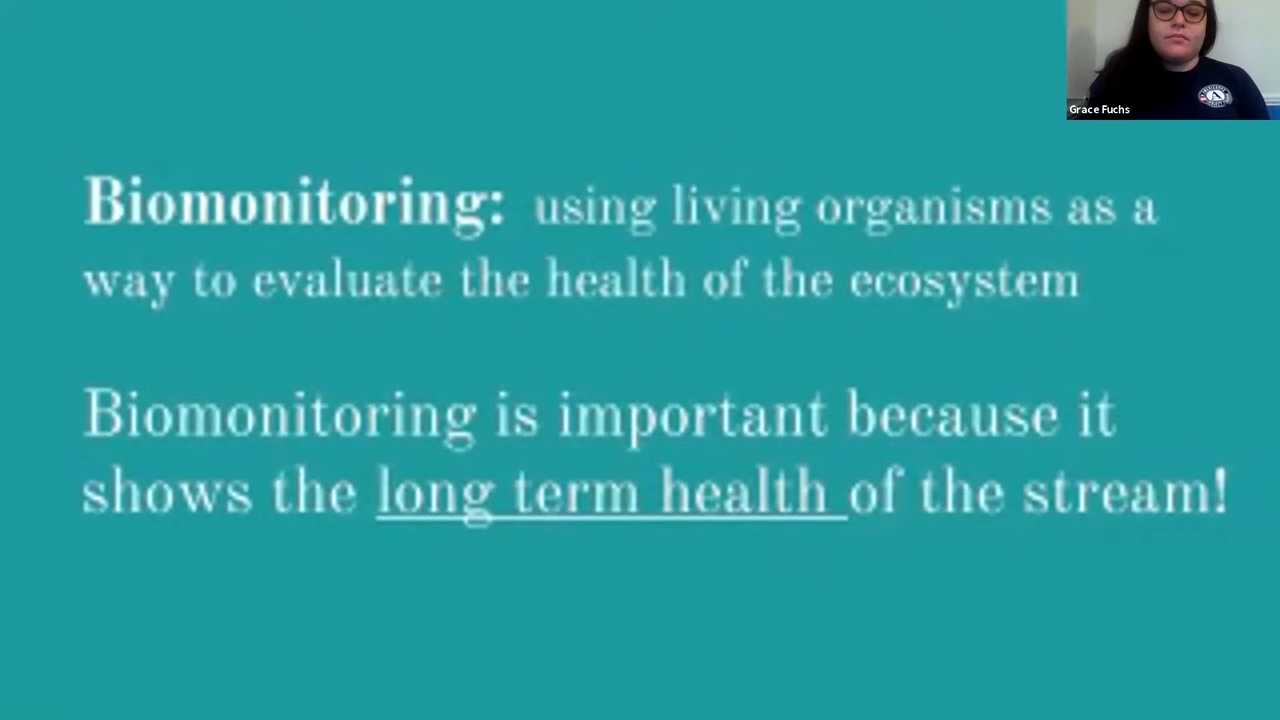 Grace Fuchs
Biomonitoring: using living organisms as a
way to evaluate the health of the ecosystem
Biomonitoring is important because it
shows the long term health of the stream!